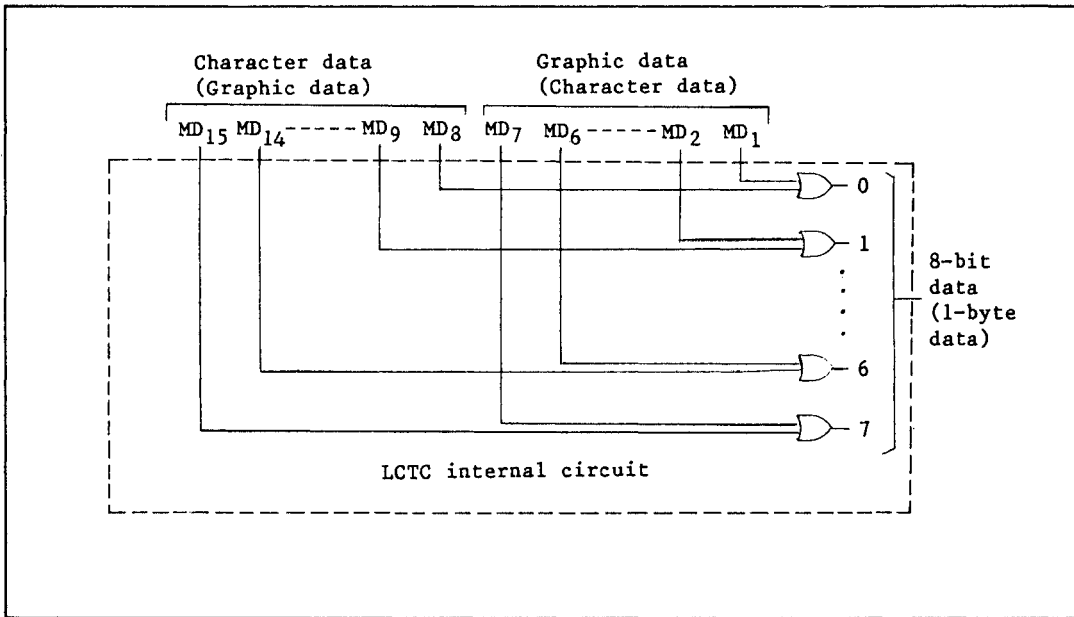 Character data
(Graphic data)
Graphic data
(Character data)
MD15 MD14-----MD9 MD8 MD7 MD6-----MD2 MD1
0
1
8-bit
data
(1-byte
data)
6
7
LCTC internal circuit